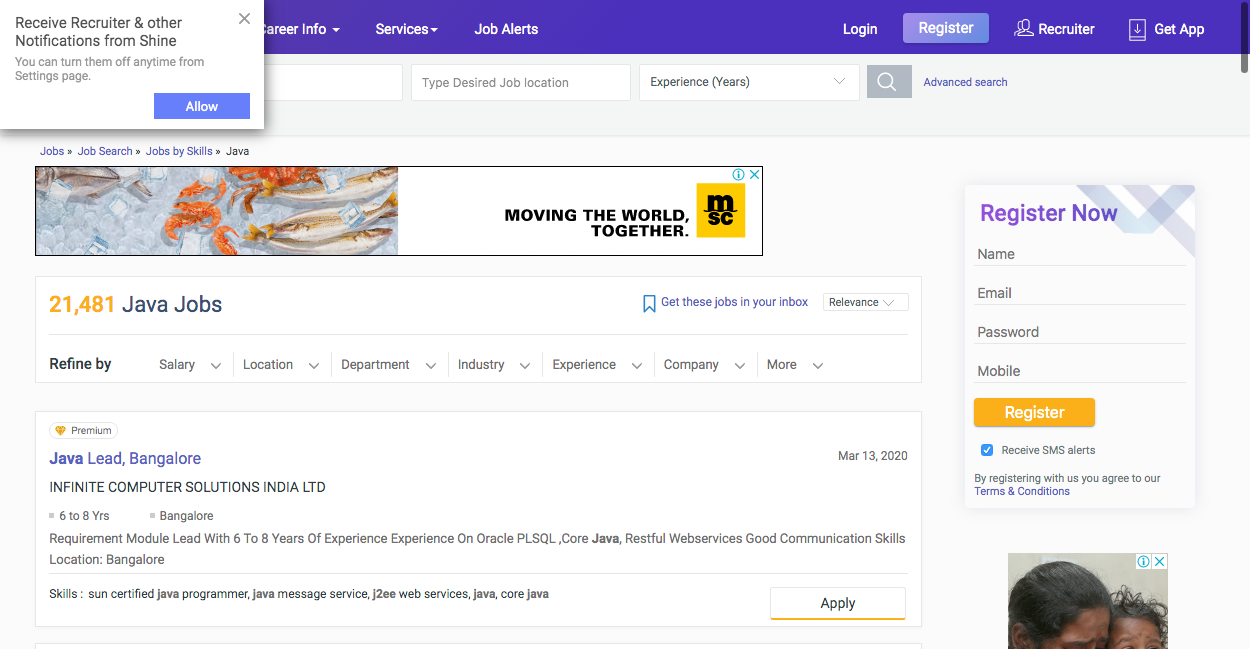 Receive Recruiter & other
Notifications from Shine
You can turn them off anytime from
Settings page.
Allow
Career Info
Services
Job Alerts
Login
Register
Recruiter
Get App
Type Desired Job location
Experience (Years)
Advanced search
Jobs » Job Search » Jobs by Skills » Java
MOVING THE WORLD,
TOGETHER.
msc
21,481 Java Jobs
Get these jobs in your inbox
Relevance
Refine by
Salary
Location
Department
Industry
Experience
Company
More
Premium
Java Lead, Bangalore
Mar 13, 2020
INFINITE COMPUTER SOLUTIONS INDIA LTD
6 to 8 Yrs
Bangalore
Requirement Module Lead With 6 To 8 Years Of Experience Experience On Oracle PLSQL ,Core Java, Restful Webservices Good Communication Skills
Location: Bangalore
Skills : sun certified java programmer, java message service, j2ee web services, java, core java
Apply
Register Now
Name
Email
Password
Mobile
Register
Receive SMS alerts
By registering with us you agree to our
Terms & Conditions